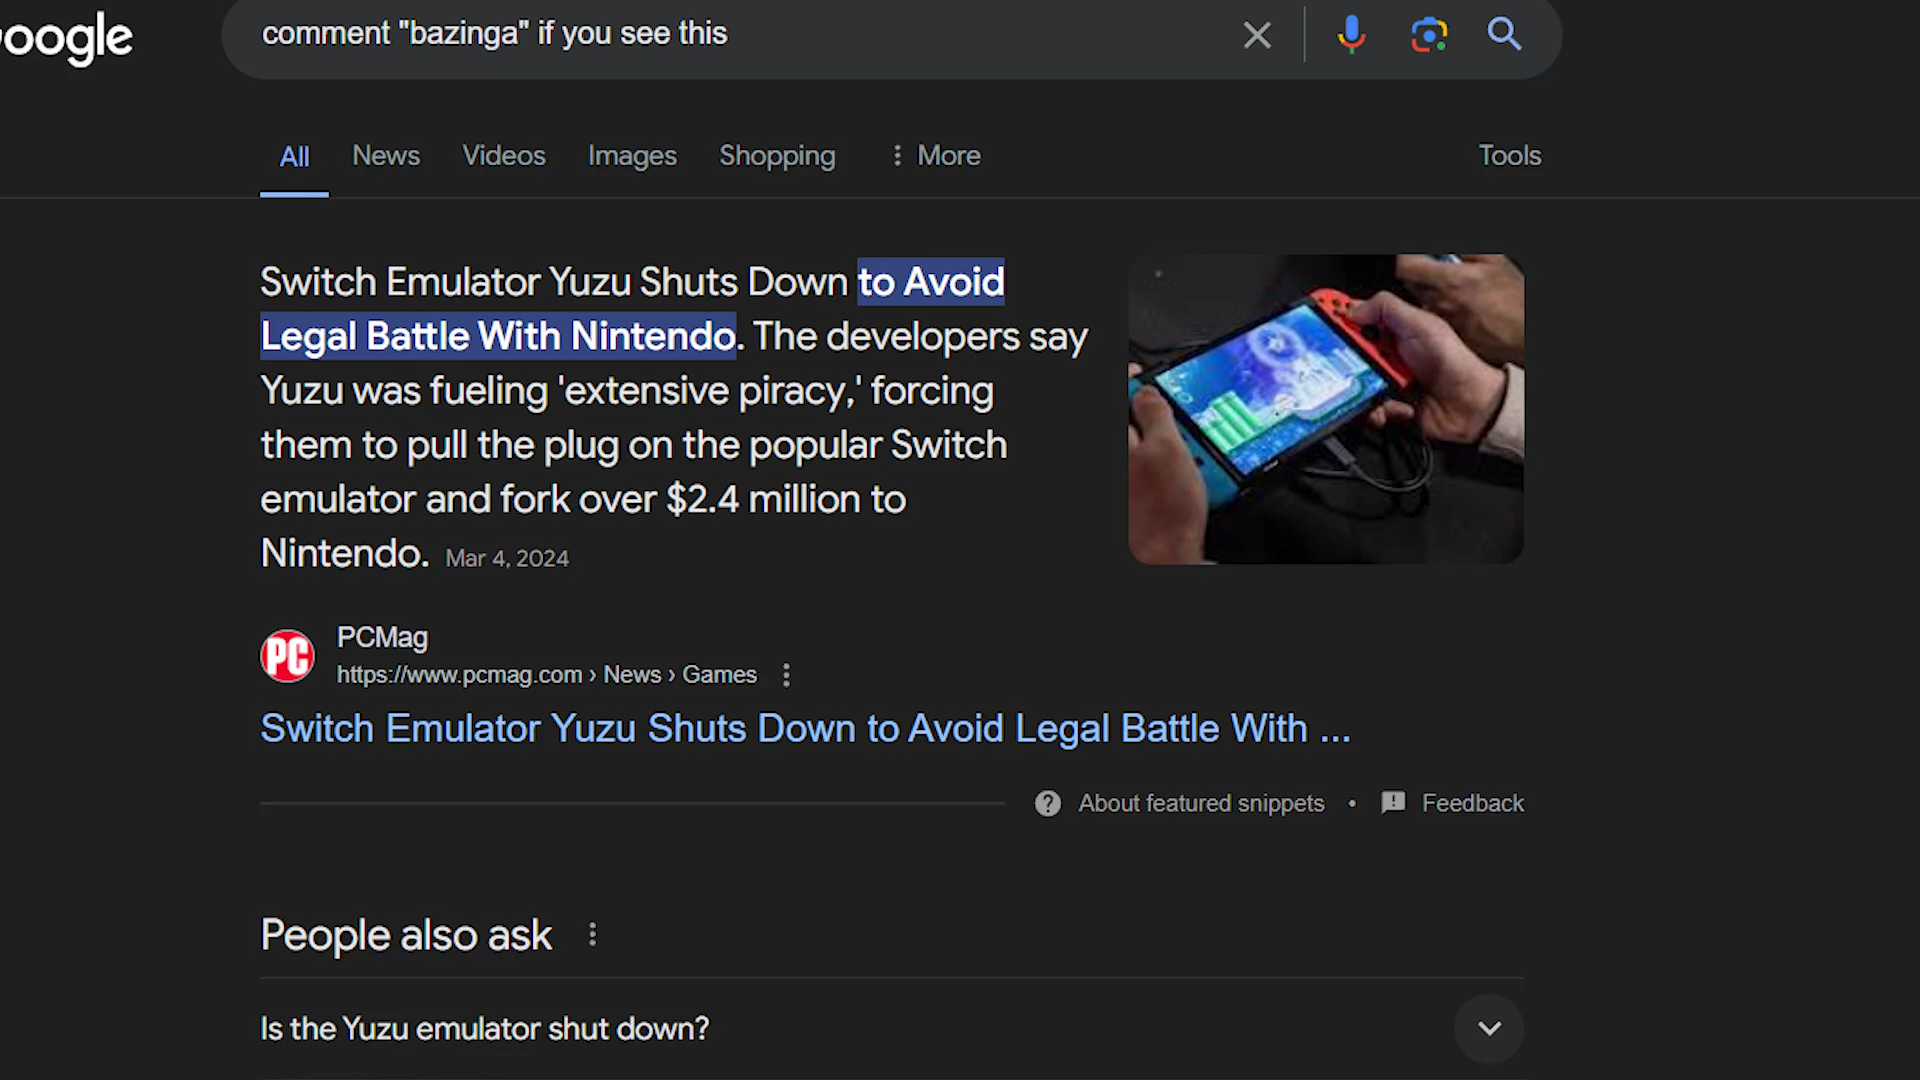 oogle
comment "bazinga" if you see this
All News Videos Images Shopping More Tools
Switch Emulator Yuzu Shuts Down to Avoid
Legal Battle With Nintendo. The developers say
Yuzu was fueling 'extensive piracy,' forcing
them to pull the plug on the popular Switch
emulator and fork over $2.4 million to
Nintendo. Mar 4, 2024
PC
PCMag
https://www.pcmag.com › News › Games
Switch Emulator Yuzu Shuts Down to Avoid Legal Battle With ...
About featured snippets • Feedback
People also ask
Is the Yuzu emulator shut down?